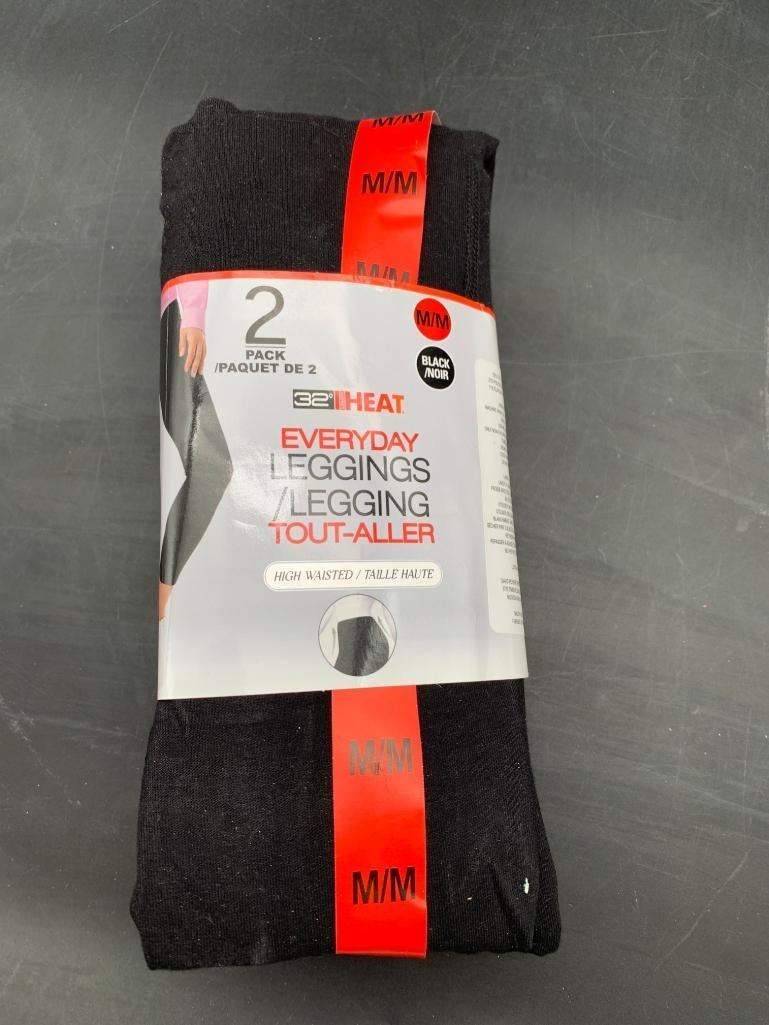 M/M
M/M
M/M
2
PACK
/PAQUET DE 2
M/M
BLACK
/NOIR
32° HEAT
EVERYDAY
LEGGINGS
/LEGGING
TOUT-ALLER
HIGH WAISTED / TAILLE HAUTE
M/M
M/M